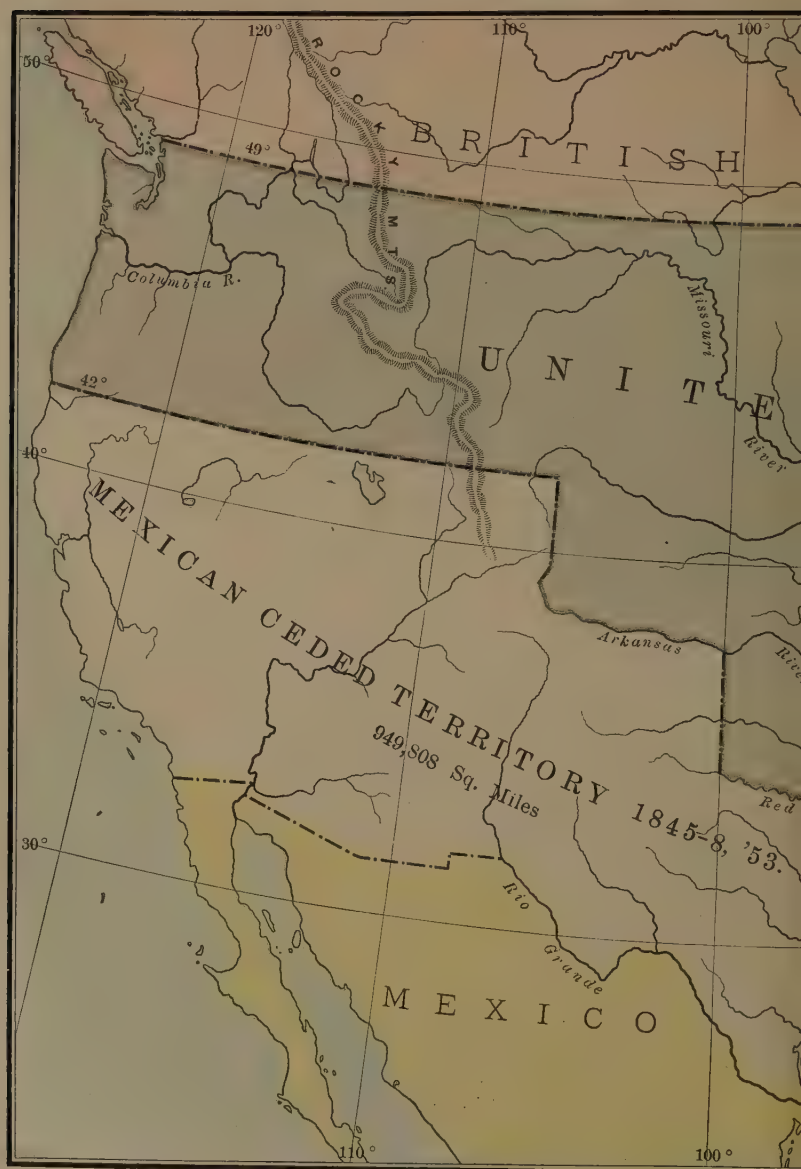 120°
110°
100°
50°
ROCKY MTS.
BRITISH
49°
Columbia R.
Missouri
River
UNITE
42°
40°
MEXICAN CEDED TERRITORY 1845-8, '53.
949,808 Sq. Miles
Arkansas
River
Red
30°
Rio Grande
MEXICO
110°
100°